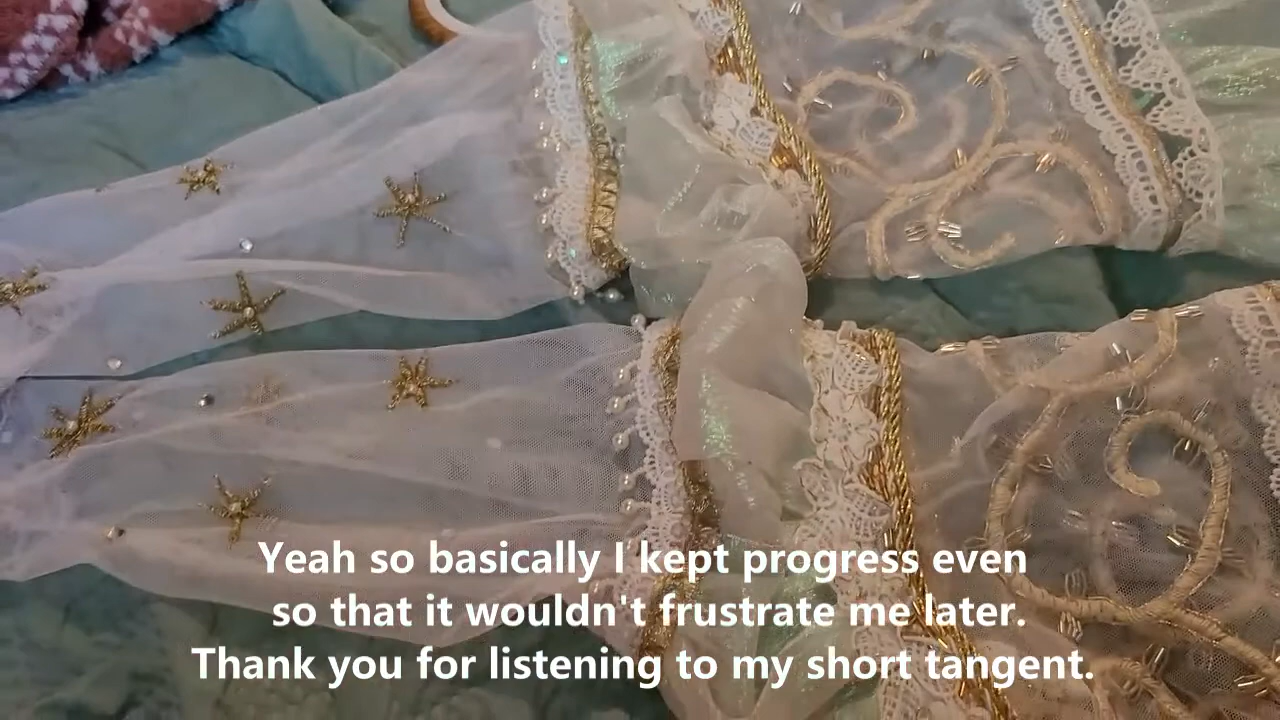 Yeah so basically I kept progress even
so that it wouldn't frustrate me later.
Thank you for listening to my short tangent.